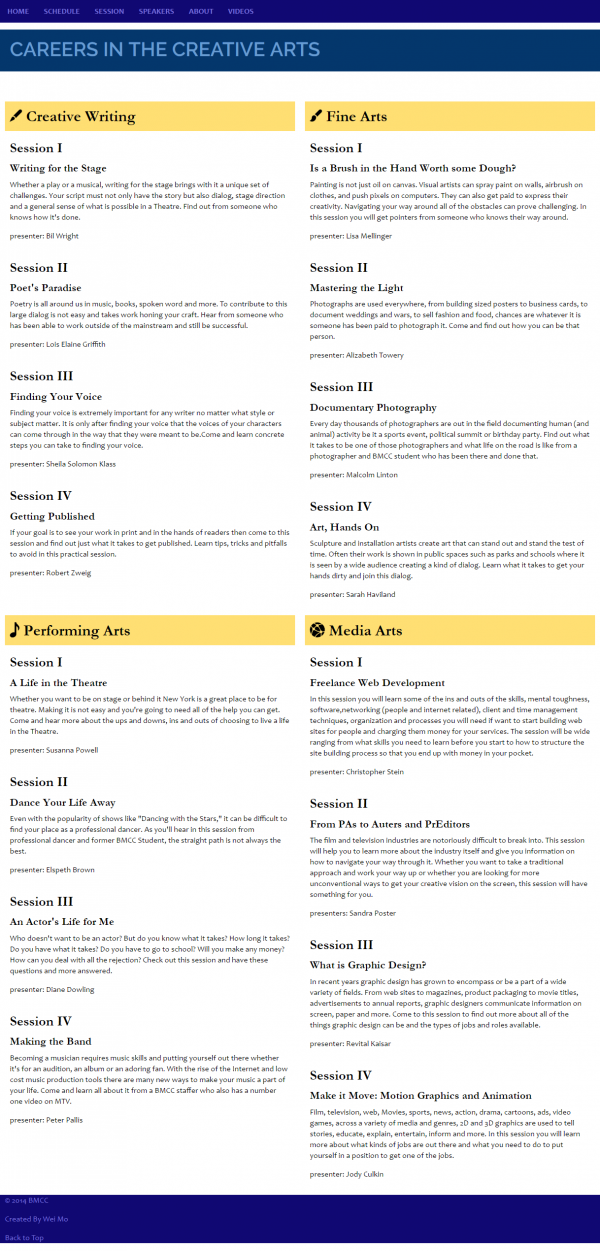 HOME SCHEDULE SESSION SPEAKERS ABOUT VIDEOS
CAREERS IN THE CREATIVE ARTS
Creative Writing
Session I
Writing for the Stage
Whether a play or a musical, writing for the stage brings with it a unique set of
challenges. Your script must not only have the story but also dialog, stage direction
and a general sense of what is possible in a Theatre. Find out from someone who
knows how it's done.
presenter: Bil Wright
Session II
Poet's Paradise
Poetry is all around us in music, books, spoken word and more. To contribute to this
large dialog is not easy and takes work honing your craft. Hear from someone who
has been able to work outside of the mainstream and still be successful.
presenter: Lois Elaine Griffith
Session III
Finding Your Voice
Finding your voice is extremely important for any writer no matter what style or
subject matter. It is only after finding your voice that the voices of your characters
can come through in the way that they were meant to be.Come and learn concrete
steps you can take to finding your voice.
presenter: Sheila Solomon Klass
Session IV
Getting Published
If your goal is to see your work in print and in the hands of readers then come to this
session and find out just what it takes to get published. Learn tips, tricks and pitfalls
to avoid in this practical session.
presenter: Robert Zweig
Fine Arts
Session I
Is a Brush in the Hand Worth some Dough?
Painting is not just oil on canvas. Visual artists can spray paint on walls, airbrush on
clothes, and push pixels on computers. They can also get paid to express their
creativity. Navigating your way around all of the obstacles can prove challenging. In
this session you will get pointers from someone who knows their way around.
presenter: Lisa Mellinger
Session II
Mastering the Light
Photographs are used everywhere, from building sized posters to business cards, to
document weddings and wars, to sell fashion and food, chances are whatever it is
someone has been paid to photograph it. Come and find out how you can be that
person.
presenter: Alizabeth Towery
Session III
Documentary Photography
Every day thousands of photographers are out in the field documenting human (and
animal) activity be it a sports event, political summit or birthday party. Find out what
it takes to be one of those photographers and what life on the road is like from a
photographer and BMCC student who has been there and done that.
presenter: Malcolm Linton
Session IV
Art, Hands On
Sculpture and installation artists create art that can stand out and stand the test of
time. Often their work is shown in public spaces such as parks and schools where it
is seen by a wide audience creating a kind of dialog. Learn what it takes to get your
hands dirty and join this dialog.
presenter: Sarah Haviland
Performing Arts
Session I
A Life in the Theatre
Whether you want to be on stage or behind it New York is a great place to be for
theatre. Making it is not easy and you're going to need all of the help you can get.
Come and hear more about the ups and downs, ins and outs of choosing to live a life
in the Theatre.
presenter: Susanna Powell
Session II
Dance Your Life Away
Even with the popularity of shows like "Dancing with the Stars," it can be difficult to
find your place as a professional dancer. As you'll hear in this session from
professional dancer and former BMCC Student, the straight path is not always the
best.
presenter: Elspeth Brown
Session III
An Actor's Life for Me
Who doesn't want to be an actor? But do you know what it takes? How long it takes?
Do you have what it takes? Do you have to go to school? Will you make any money?
How can you deal with all the rejection? Check out this session and have these
questions and more answered.
presenter: Diane Dowling
Session IV
Making the Band
Becoming a musician requires music skills and putting yourself out there whether
it's for an audition, an album or an adoring fan. With the rise of the Internet and low
cost music production tools there are many new ways to make your music a part of
your life. Come and learn all about it from a BMCC staffer who also has a number
one video on MTV.
presenter: Peter Pallis
Media Arts
Session I
Freelance Web Development
In this session you will learn some of the ins and outs of the skills, mental toughness,
software,networking (people and internet related), client and time management
techniques, organization and processes you will need if want to start building web
sites for people and charging them money for your services. The session will be wide
ranging from what skills you need to learn before you start to how to structure the
site building process so that you end up with money in your pocket.
presenter: Christopher Stein
Session II
From PAs to Auters and PrEditors
The film and television industries are notoriously difficult to break into. This session
will help you to learn more about the industry itself and give you information on
how to navigate your way through it. Whether you want to take a traditional
approach and work your way up or whether you are looking for more
unconventional ways to get your creative vision on the screen, this session will have
something for you.
presenters: Sandra Poster
Session III
What is Graphic Design?
In recent years graphic design has grown to encompass or be a part of a wide
variety of fields. From web sites to magazines, product packaging to movie titles,
advertisements to annual reports, graphic designers communicate information on
screen, paper and more. Come to this session to find out more about all of the
things graphic design can be and the types of jobs and roles available.
presenter: Revital Kaisar
Session IV
Make it Move: Motion Graphics and Animation
Film, television, web, Movies, sports, news, action, drama, cartoons, ads, video
games, across a variety of media and genres, 2D and 3D graphics are used to tell
stories, educate, explain, entertain, inform and more. In this session you will learn
more about what kinds of jobs are out there and what you need to do to put
yourself in a position to get one of the jobs.
presenter: Jody Culkin
© 2014 BMCC
Created By Wei Mo
Back to Top